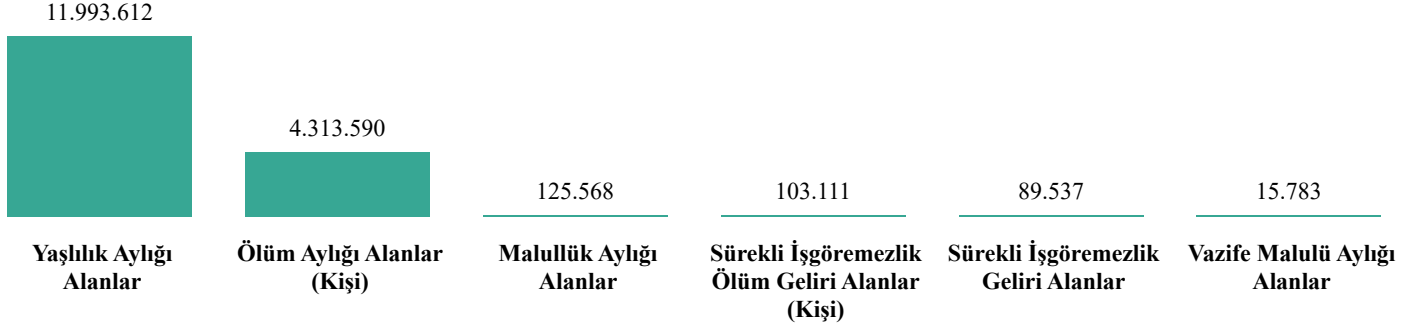 11.993.612
4.313.590
125.568
103.111
89.537
15.783
Yaşlılık Aylığı
Alanlar
Ölüm Aylığı Alanlar
(Kişi)
Malullük Aylığı
Alanlar
Sürekli İşgöremezlik
Ölüm Geliri Alanlar
(Kişi)
Sürekli İşgöremezlik
Geliri Alanlar
Vazife Malulü Aylığı
Alanlar